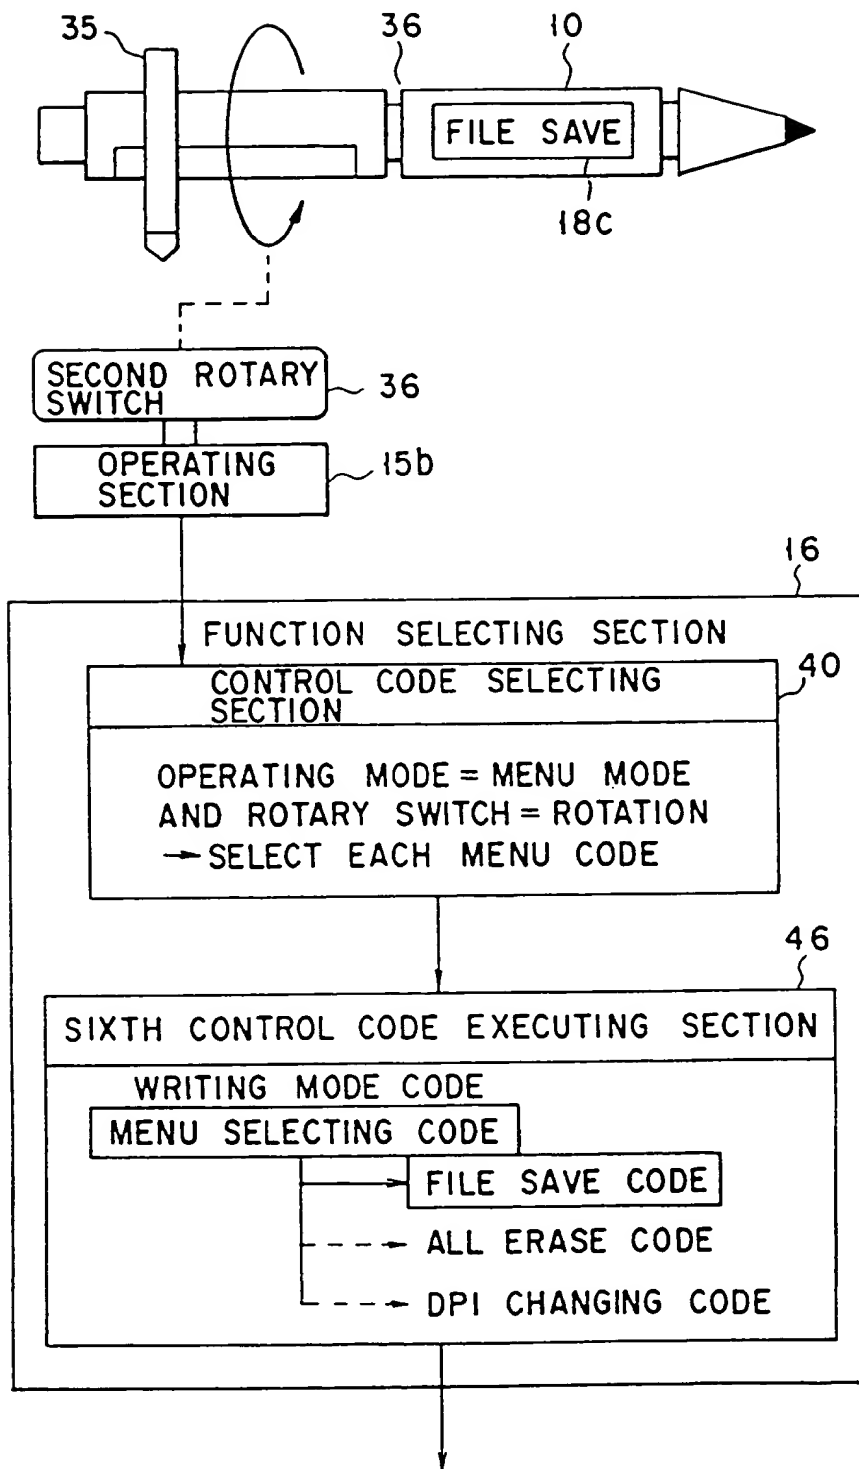 35
36
10
FILE SAVE
18c
SECOND ROTARY
SWITCH
36
OPERATING
SECTION
15b
16
FUNCTION SELECTING SECTION
CONTROL CODE SELECTING
SECTION
40
OPERATING MODE = MENU MODE
AND ROTARY SWITCH = ROTATION
→ SELECT EACH MENU CODE
46
SIXTH CONTROL CODE EXECUTING SECTION
WRITING MODE CODE
MENU SELECTING CODE
FILE SAVE CODE
ALL ERASE CODE
DPI CHANGING CODE